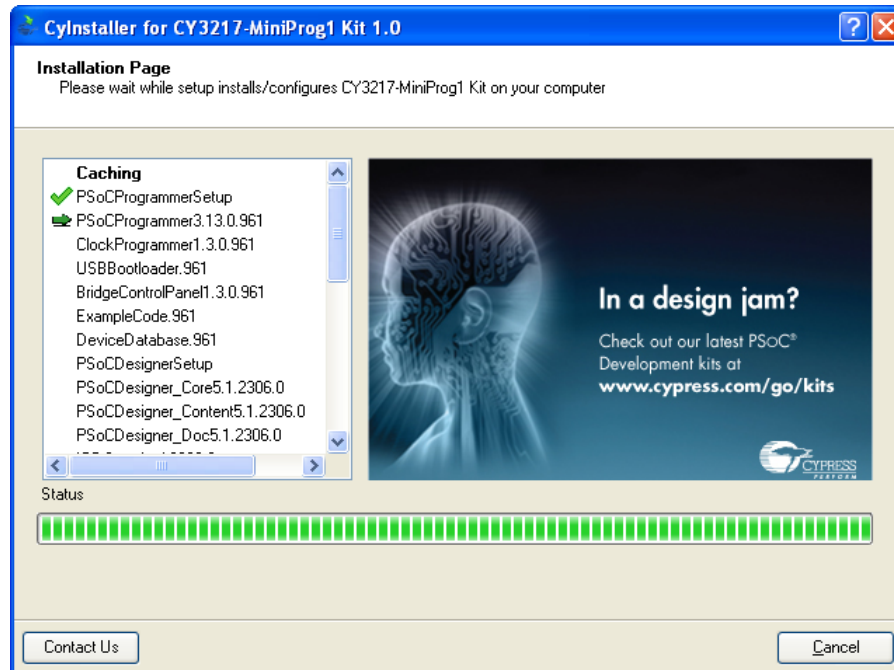 CyInstaller for CY3217-MiniProg1 Kit 1.0
Installation Page
Please wait while setup installs/configures CY3217-MiniProg1 Kit on your computer
Caching
PSoCProgrammerSetup
PSoCProgrammer3.13.0.961
ClockProgrammer1.3.0.961
USBBootloader.961
BridgeControlPanel1.3.0.961
ExampleCode.961
DeviceDatabase.961
PSoCDesignerSetup
PSoCDesigner_Core5.1.2306.0
PSoCDesigner_Content5.1.2306.0
PSoCDesigner_Doc5.1.2306.0
In a design jam?
Check out our latest PSoC®
Development kits at
www.cypress.com/go/kits
CYPRESS
PERFORM
Status
Contact Us
Cancel